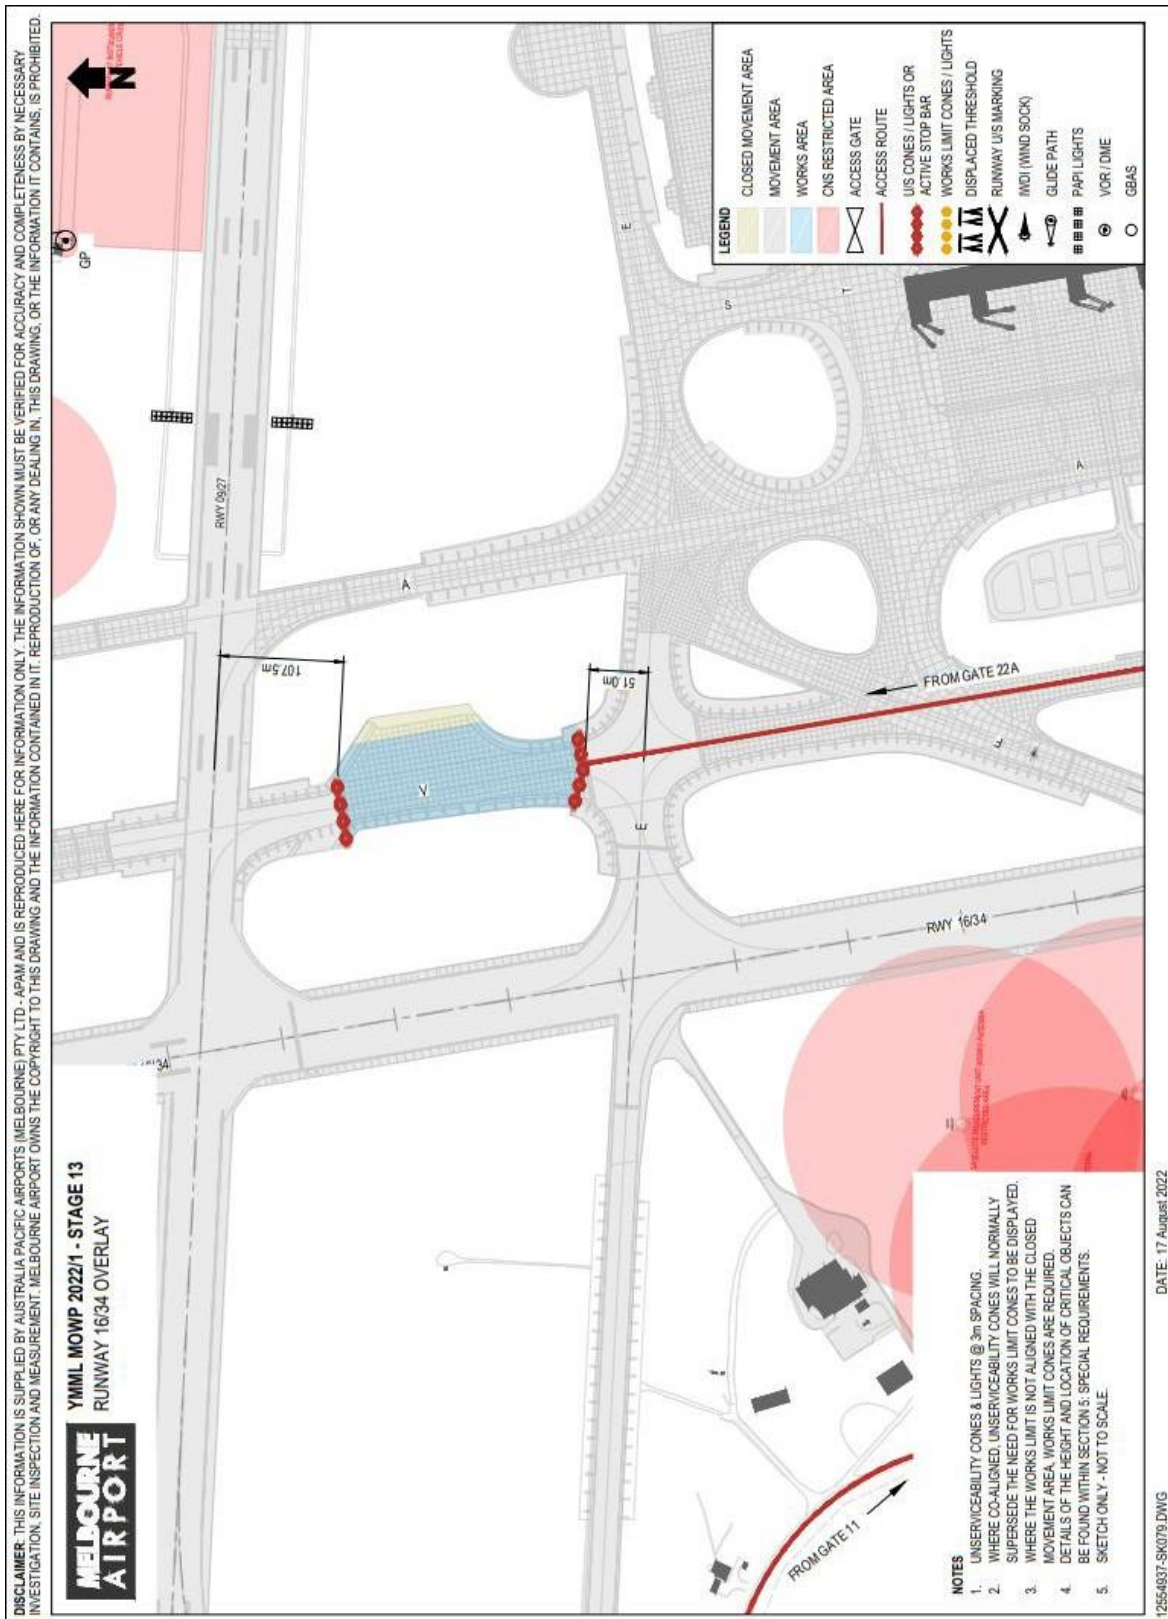 DISCLAIMER: THIS INFORMATION IS SUPPLIED BY AUSTRALIA PACIFIC AIRPORTS (MELBOURNE) PTY LTD - APAM AND IS REPRODUCED HERE FOR INFORMATION ONLY. THE INFORMATION SHOWN MUST BE VERIFIED FOR ACCURACY AND COMPLETENESS BY NECESSARY
INVESTIGATION, SITE INSPECTION AND MEASUREMENT. MELBOURNE AIRPORT OWNS THE COPYRIGHT TO THIS DRAWING AND THE INFORMATION CONTAINED IN IT. REPRODUCTION OF, OR ANY DEALING IN, THIS DRAWING, OR THE INFORMATION IT CONTAINS, IS PROHIBITED.
MELBOURNE
AIRPORT
YMML MOWP 2022/1 - STAGE 13
RUNWAY 16/34 OVERLAY
N
GP
RWY 09/27
A
107.5m
51.0m
V
E
E
S
T
A
F
FROM GATE 22A
RWY 16/34
FROM GATE 11
LEGEND
CLOSED MOVEMENT AREA
MOVEMENT AREA
WORKS AREA
CNS RESTRICTED AREA
ACCESS GATE
ACCESS ROUTE
U/S CONES / LIGHTS OR
ACTIVE STOP BAR
WORKS LIMIT CONES / LIGHTS
DISPLACED THRESHOLD
RUNWAY U/S MARKING
IWDI (WIND SOCK)
GLIDE PATH
PAPI LIGHTS
VOR / DME
GBAS
NOTES
1. UNSERVICEABILITY CONES & LIGHTS @ 3m SPACING.
2. WHERE CO-ALIGNED, UNSERVICEABILITY CONES WILL NORMALLY
SUPERSEDE THE NEED FOR WORKS LIMIT CONES TO BE DISPLAYED.
3. WHERE THE WORKS LIMIT IS NOT ALIGNED WITH THE CLOSED
MOVEMENT AREA, WORKS LIMIT CONES ARE REQUIRED.
4. DETAILS OF THE HEIGHT AND LOCATION OF CRITICAL OBJECTS CAN
BE FOUND WITHIN SECTION 5: SPECIAL REQUIREMENTS.
5. SKETCH ONLY - NOT TO SCALE.
12554937-SK079.DWG
DATE: 17 August 2022